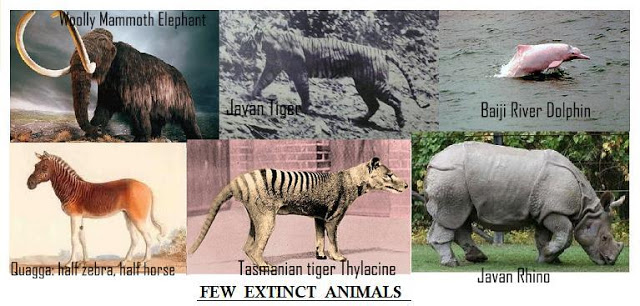 Woolly Mammoth Elephant
Javan Tiger
Baiji River Dolphin
Quagga: half zebra, half horse
Tasmanian tiger Thylacine
Javan Rhino
FEW EXTINCT ANIMALS